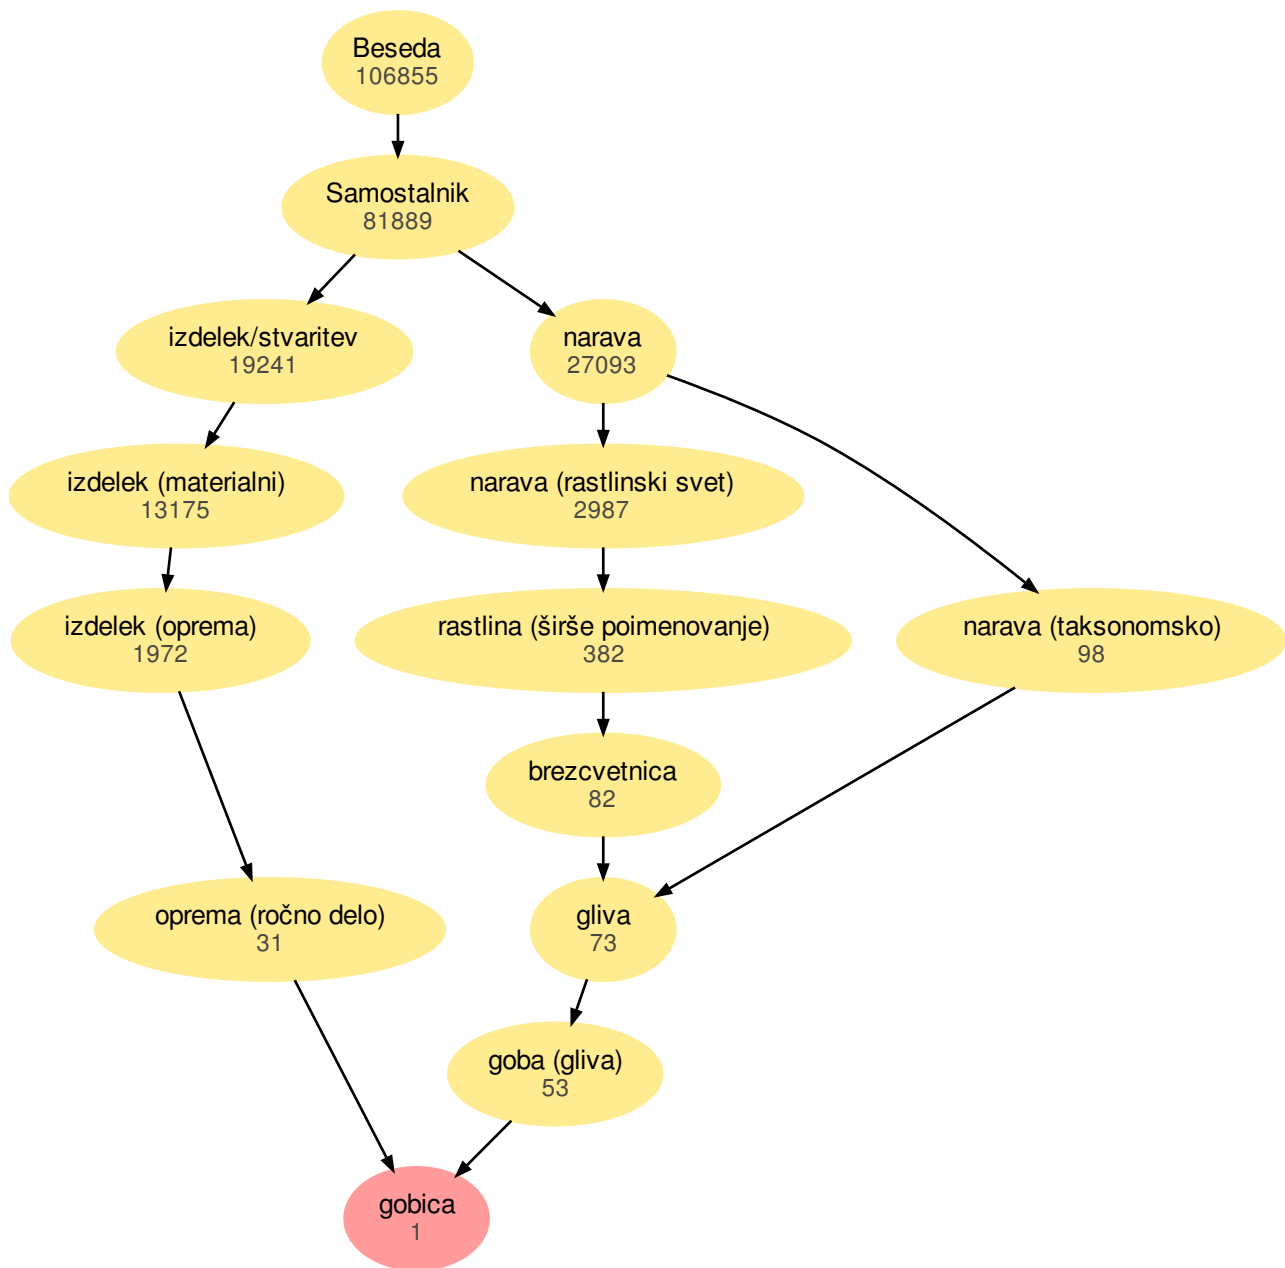 Beseda
106855
Samostalnik
81889
izdelek/stvaritev
19241
narava
27093
izdelek (materialni)
13175
narava (rastlinski svet)
2987
izdelek (oprema)
1972
rastlina (širše poimenovanje)
382
narava (taksonomsko)
98
brezcvetnica
82
oprema (ročno delo)
31
gliva
73
goba (gliva)
53
gobica
1